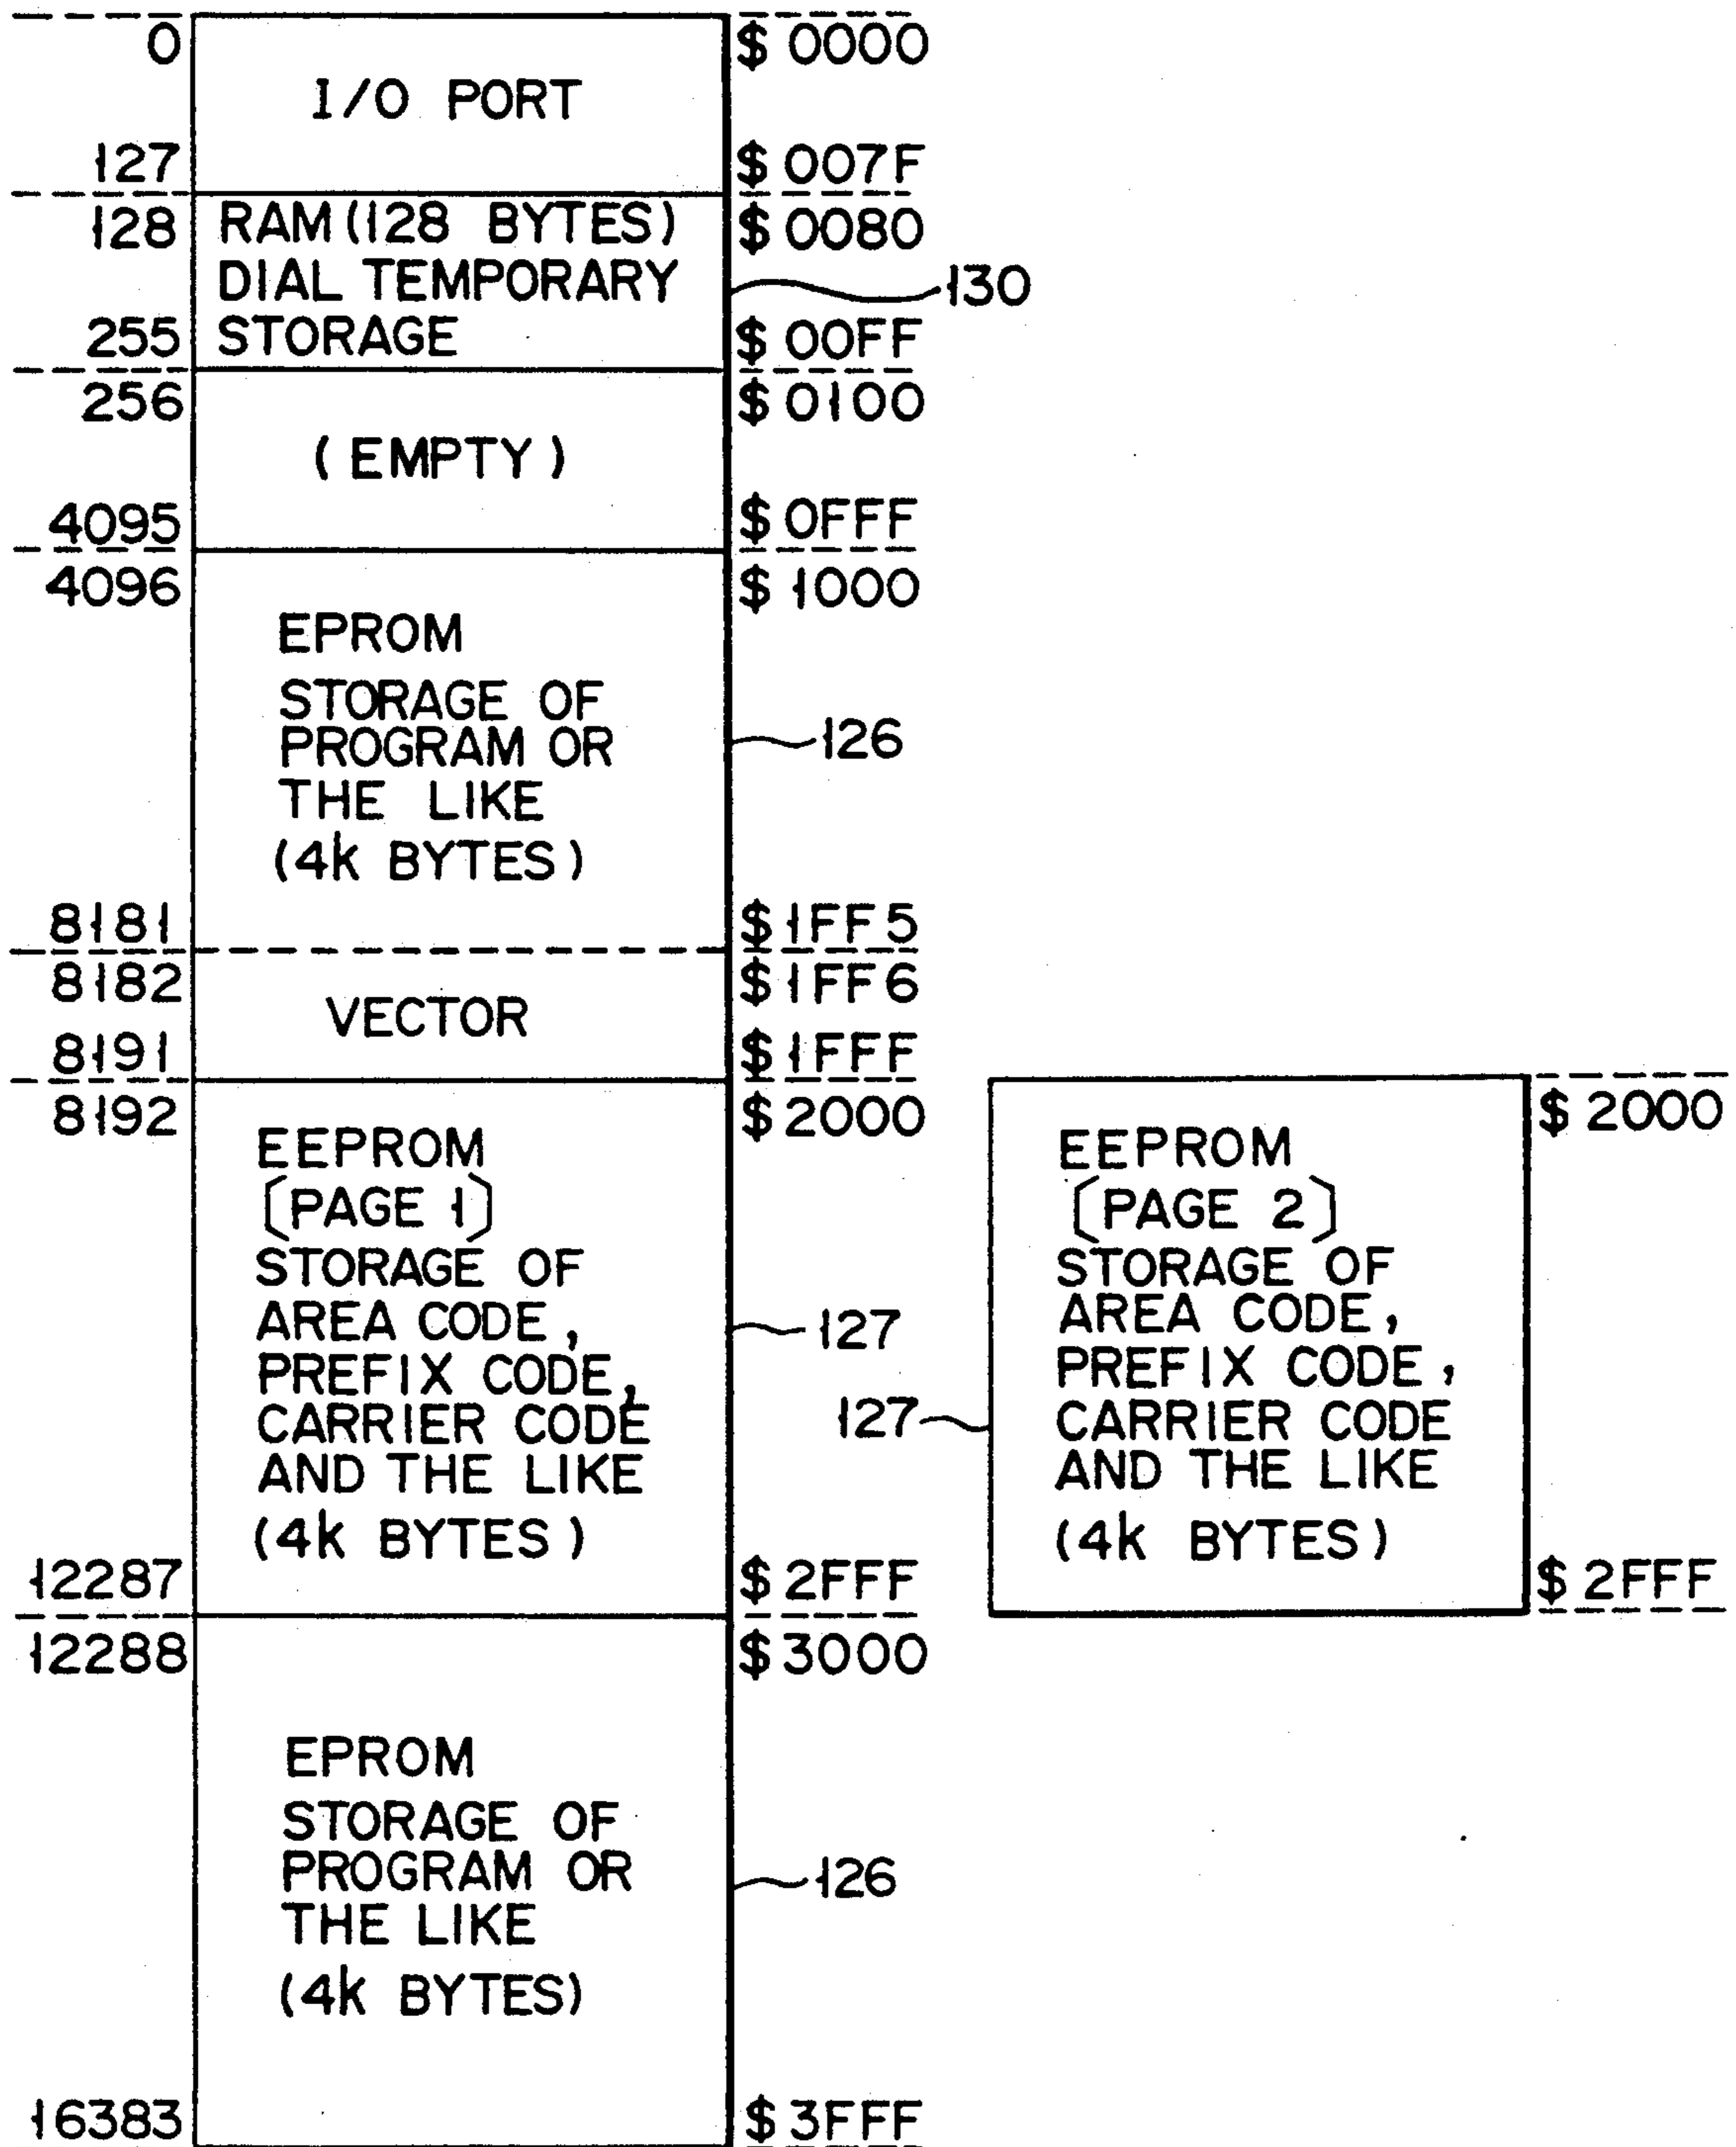 0 $ 0000
I/O PORT
127 $ 007F
128 RAM (128 BYTES) $ 0080
DIAL TEMPORARY
130
255 STORAGE $ 00FF
256 $ 0100
( EMPTY )
4095 $ 0FFF
4096 $ 1000
EPROM
STORAGE OF
PROGRAM OR
126
THE LIKE
(4k BYTES)
8181 $ 1FF5
8182 $ 1FF6
VECTOR
8191 $ 1FFF
8192 $ 2000
EEPROM
[PAGE 1]
STORAGE OF
AREA CODE,
127
PREFIX CODE,
CARRIER CODE
AND THE LIKE
(4k BYTES)
12287 $ 2FFF
$ 2000
EEPROM
[PAGE 2]
STORAGE OF
AREA CODE,
PREFIX CODE,
127
CARRIER CODE
AND THE LIKE
(4k BYTES)
$ 2FFF
12288 $ 3000
EPROM
STORAGE OF
PROGRAM OR
126
THE LIKE
(4k BYTES)
16383 $ 3FFF